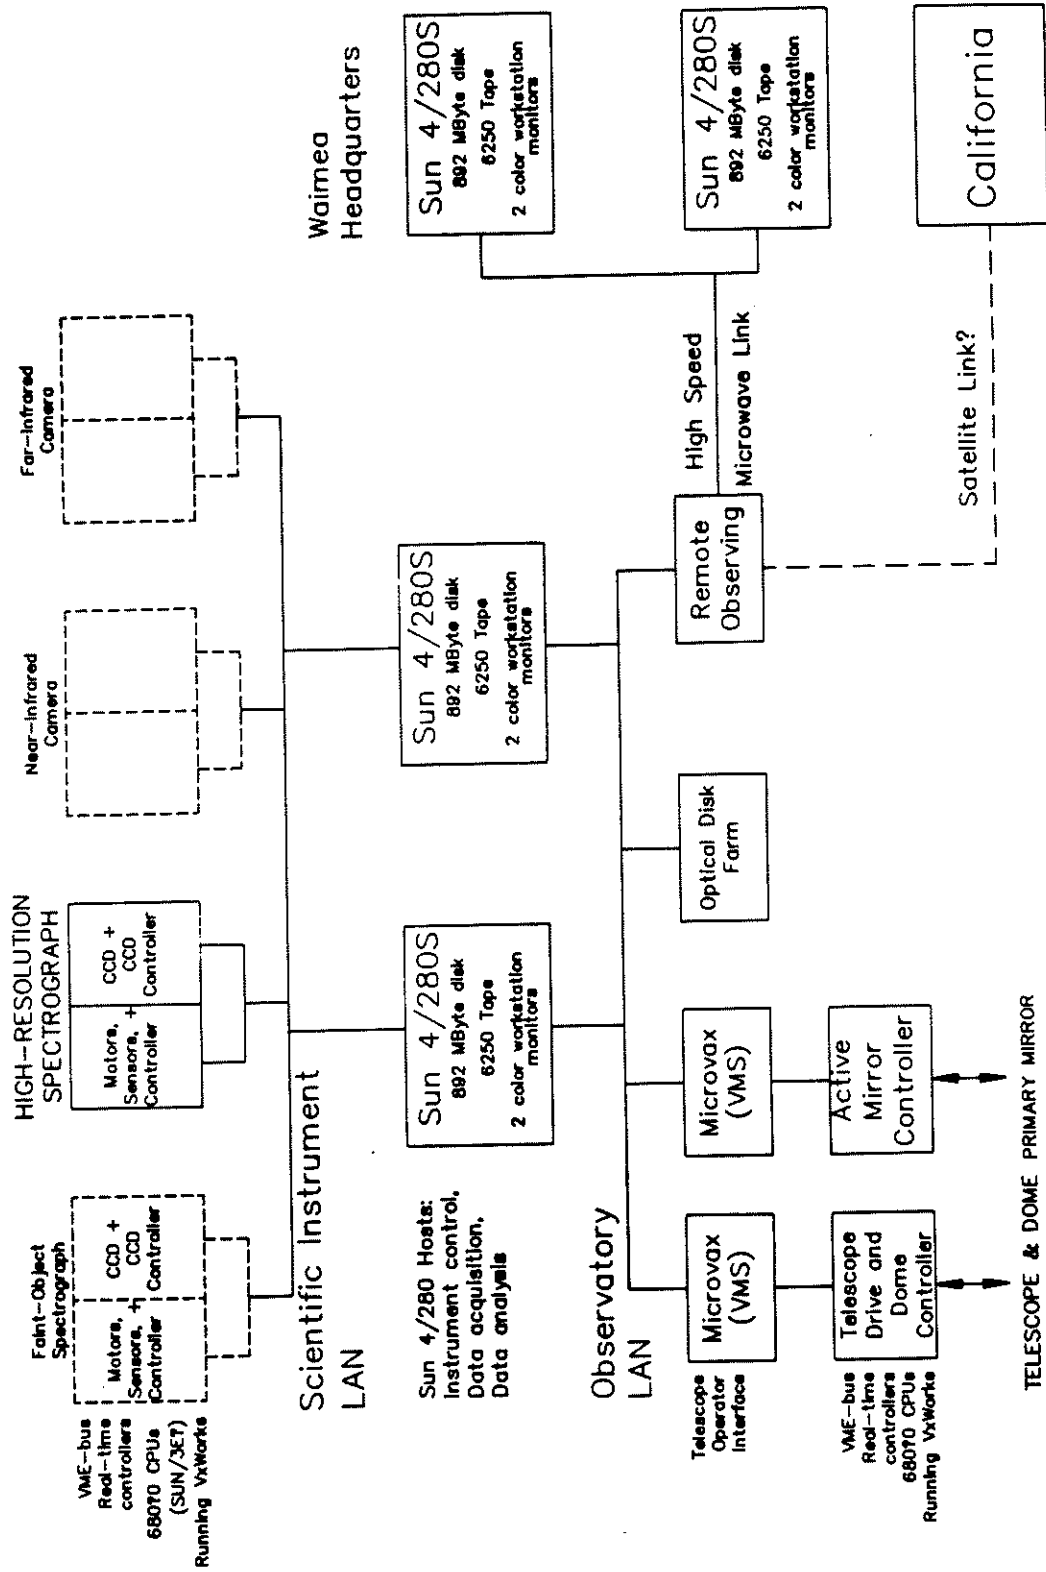 Faint-Object
Spectrograph
HIGH-RESOLUTION
SPECTROGRAPH
Near-Infrared
Camera
Far-Infrared
Camera
VME-bus
Real-time
controllers
680?0 CPUs
(SUN/3E?)
Running VxWorks
Motors,
Sensors, +
Controller
CCD +
CCD
Controller
Motors,
Sensors, +
Controller
CCD +
CCD
Controller
Scientific Instrument
LAN
Waimea
Headquarters
Sun 4/280 Hosts:
Instrument control,
Data acquisition,
Data analysis
Sun 4/280S
892 MByte disk
6250 Tape
2 color workstation
monitors
Sun 4/280S
892 MByte disk
6250 Tape
2 color workstation
monitors
Sun 4/280S
892 MByte disk
6250 Tape
2 color workstation
monitors
Observatory
LAN
Telescope
Operator
Interface
Microvax
(VMS)
Microvax
(VMS)
Optical Disk
Farm
Remote
Observing
High Speed
Microwave Link
Sun 4/280S
892 MByte disk
6250 Tape
2 color workstation
monitors
VME-bus
Real-time
controllers
680?0 CPUs
Running VxWorks
Telescope
Drive and
Dome
Controller
Active
Mirror
Controller
Satellite Link?
California
TELESCOPE & DOME PRIMARY MIRROR